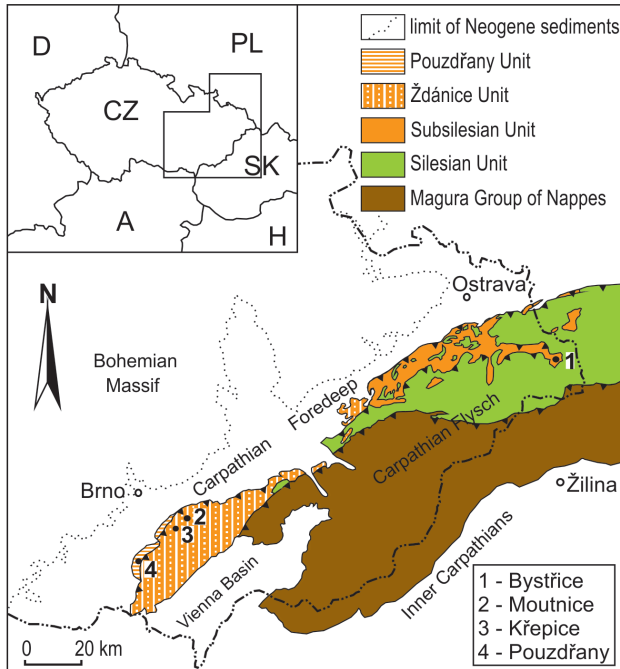 D
PL
CZ
SK
A
H
limit of Neogene sediments
Pouzdřany Unit
Ždánice Unit
Subsilesian Unit
Silesian Unit
Magura Group of Nappes
N
Ostrava
Bohemian
Massif
1
Foredeep
Carpathian
Carpathian Flysch
Brno
Žilina
2
3
4
Vienna Basin
Inner Carpathians
0 20 km
1 - Bystřice
2 - Moutnice
3 - Křepice
4 - Pouzdřany